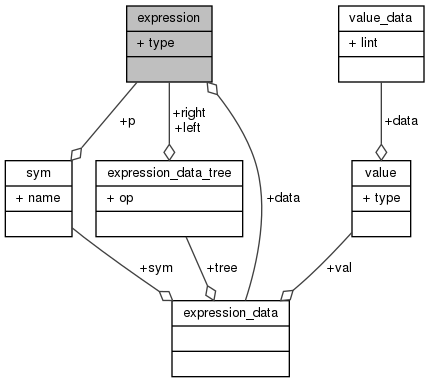 expression
value_data
+ type
+ lint
+right
+left
+p
+data
sym
expression_data_tree
value
+ name
+ op
+ type
+data
+sym
+tree
+val
expression_data